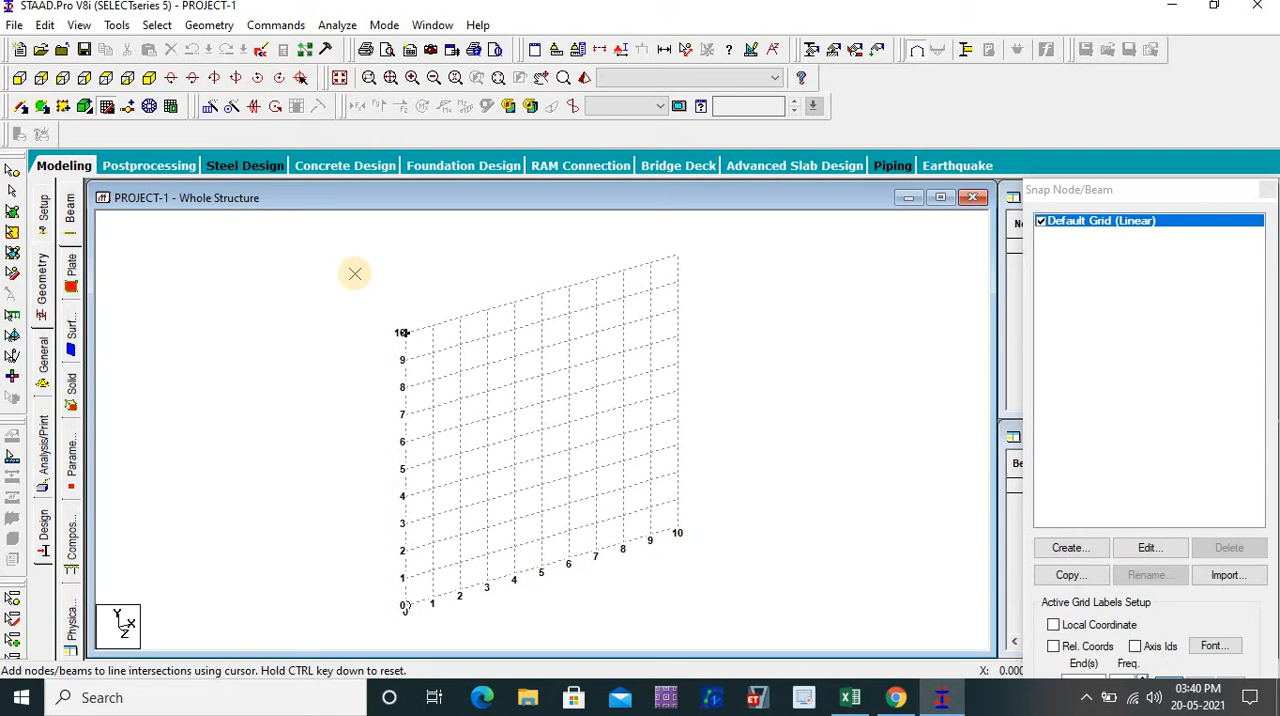 STAAD.Pro V8i (SELECTseries 5) - PROJECT-1
File Edit View Tools Select Geometry Commands Analyze Mode Window Help
Modeling Postprocessing Steel Design Concrete Design Foundation Design RAM Connection Bridge Deck Advanced Slab Design Piping Earthquake
PROJECT-1 - Whole Structure
Snap Node/Beam
Default Grid (Linear)
Setup
Geometry
General
Analysis/Print
Design
Beam
Plate
Surf...
Solid
Parame...
Compos...
Physica...
10
9
8
7
6
5
4
3
2
1
0
1 2 3 4 5 6 7 8 9 10
Y
X
Z
Create... Edit... Delete
Copy... Rename... Import...
Active Grid Labels Setup
Local Coordinate
Rel. Coords Axis Ids Font...
End(s) Freq.
Add nodes/beams to line intersections using cursor. Hold CTRL key down to reset.
X: 0.000
Search
ET
03:40 PM
20-05-2021